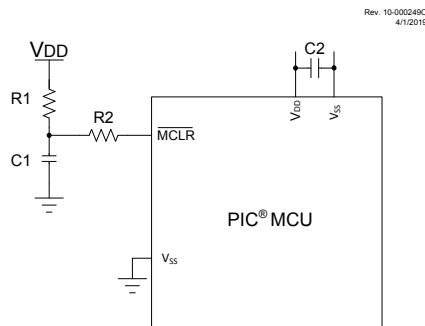 Rev. 10-000249C
4/1/2019
VDD
C2
R1
R2
VDD
VSS
MCLR
C1
PIC® MCU
VSS